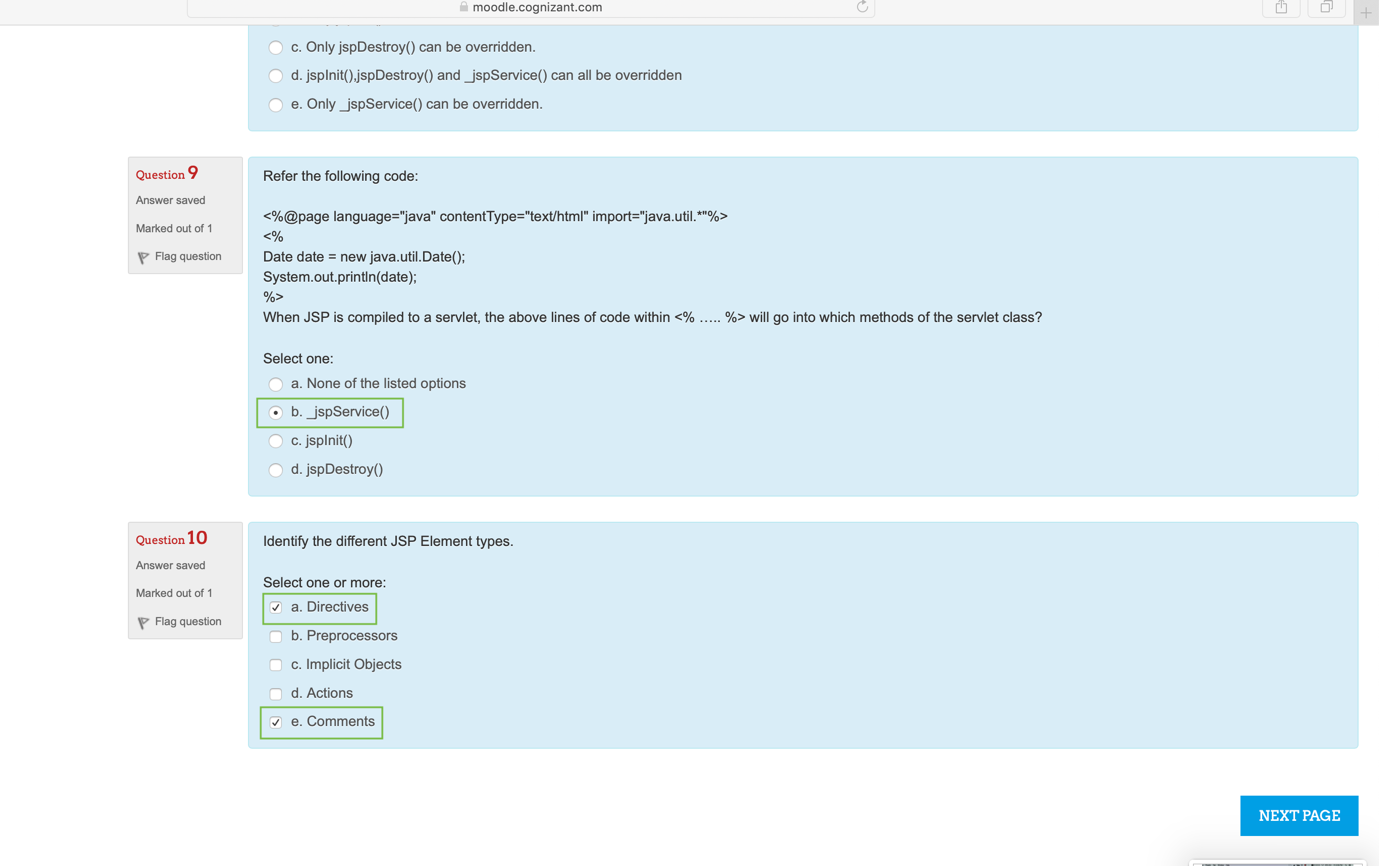 moodle.cognizant.com
c. Only jspDestroy() can be overridden.
d. jspInit(),jspDestroy() and _jspService() can all be overridden
e. Only _jspService() can be overridden.
Question 9
Answer saved
Marked out of 1
Flag question
Refer the following code:
<%@page language="java" contentType="text/html" import="java.util.*"%>
<%
Date date = new java.util.Date();
System.out.println(date);
%>
When JSP is compiled to a servlet, the above lines of code within <% ….. %> will go into which methods of the servlet class?
Select one:
a. None of the listed options
b. _jspService()
c. jspInit()
d. jspDestroy()
Question 10
Answer saved
Marked out of 1
Flag question
Identify the different JSP Element types.
Select one or more:
a. Directives
b. Preprocessors
c. Implicit Objects
d. Actions
e. Comments
NEXT PAGE